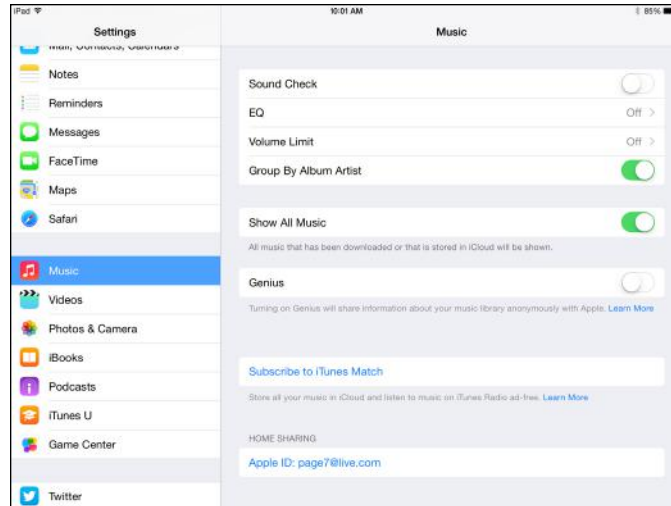 iPad
10:01 AM
85%
Settings
Music
Mail, Contacts, Calendars
Notes
Reminders
Messages
FaceTime
Maps
Safari
Music
Videos
Photos & Camera
iBooks
Podcasts
iTunes U
Game Center
Twitter
Sound Check
EQ Off >
Volume Limit Off >
Group By Album Artist
Show All Music
All music that has been downloaded or that is stored in iCloud will be shown.
Genius
Turning on Genius will share information about your music library anonymously with Apple. Learn More
Subscribe to iTunes Match
Store all your music in iCloud and listen to music on iTunes Radio ad-free. Learn More
HOME SHARING
Apple ID: page7@live.com